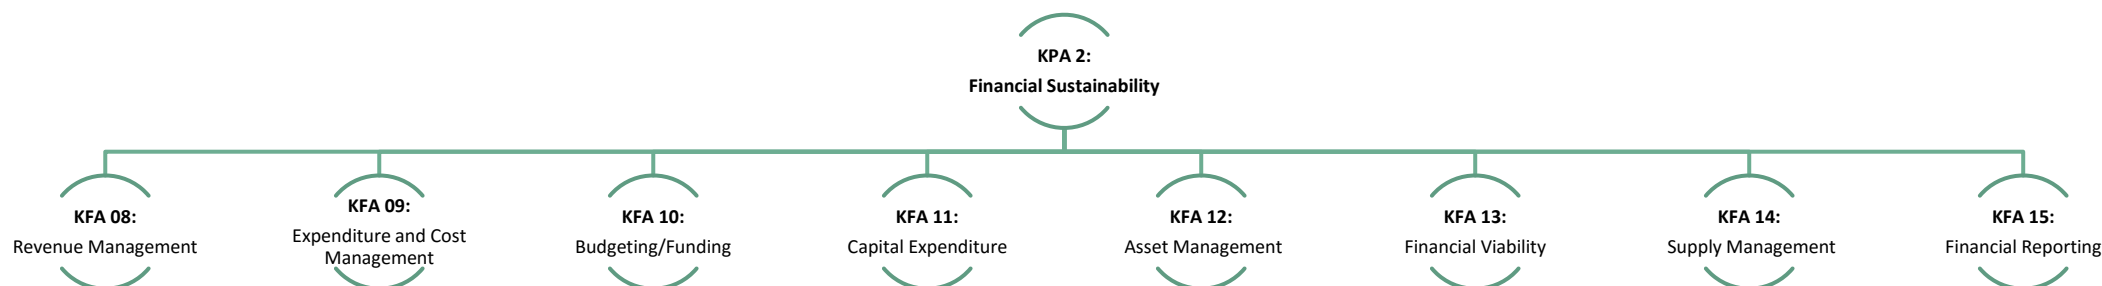 KPA 2:
Financial Sustainability
KFA 08:
Revenue Management
KFA 09:
Expenditure and Cost
Management
KFA 10:
Budgeting/Funding
KFA 11:
Capital Expenditure
KFA 12:
Asset Management
KFA 13:
Financial Viability
KFA 14:
Supply Management
KFA 15:
Financial Reporting